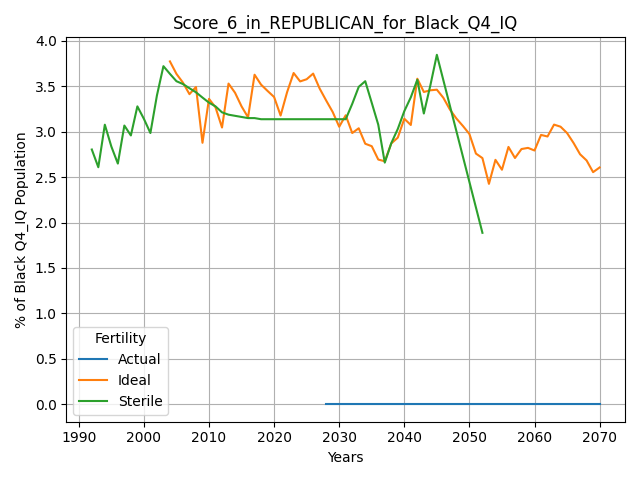 Score_6_in_REPUBLICAN_for_Black_Q4_IQ
% of Black Q4_IQ Population
4.0
3.5
3.0
2.5
2.0
1.5
1.0
0.5
0.0
Fertility
Actual
Ideal
Sterile
1990 2000 2010 2020 2030 2040 2050 2060 2070
Years